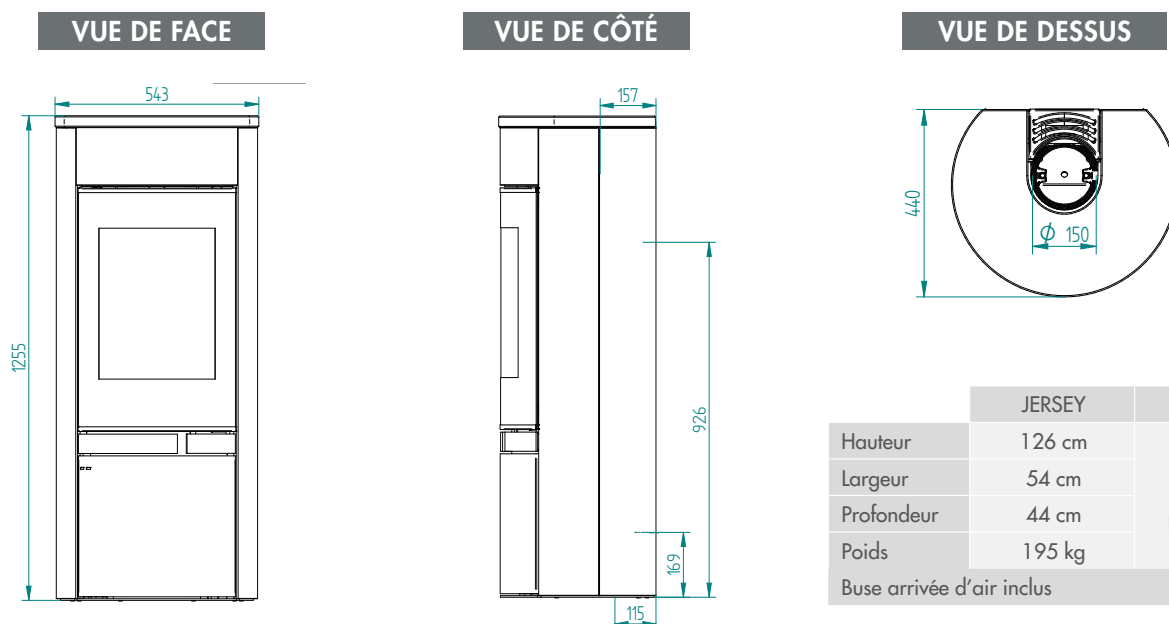 VUE DE FACE
543
1255
VUE DE CÔTÉ
157
926
169
115
VUE DE DESSUS
440
Φ 150
JERSEY
Hauteur 126 cm
Largeur 54 cm
Profondeur 44 cm
Poids 195 kg
Buse arrivée d’air inclus